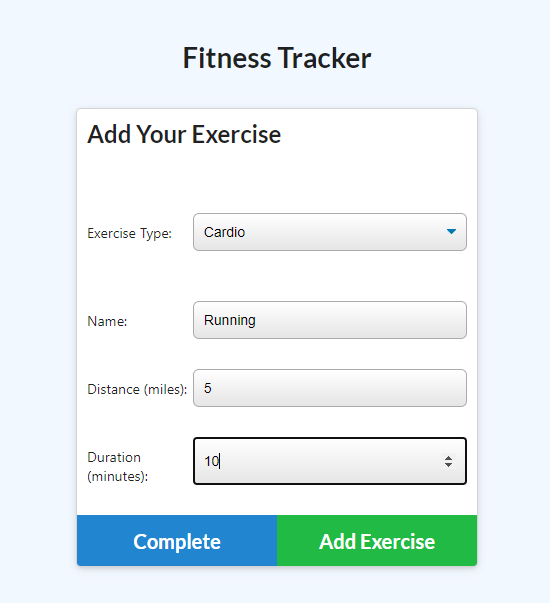 Fitness Tracker
Add Your Exercise
Exercise Type: Cardio
Name: Running
Distance (miles): 5
Duration
(minutes): 10
Complete Add Exercise